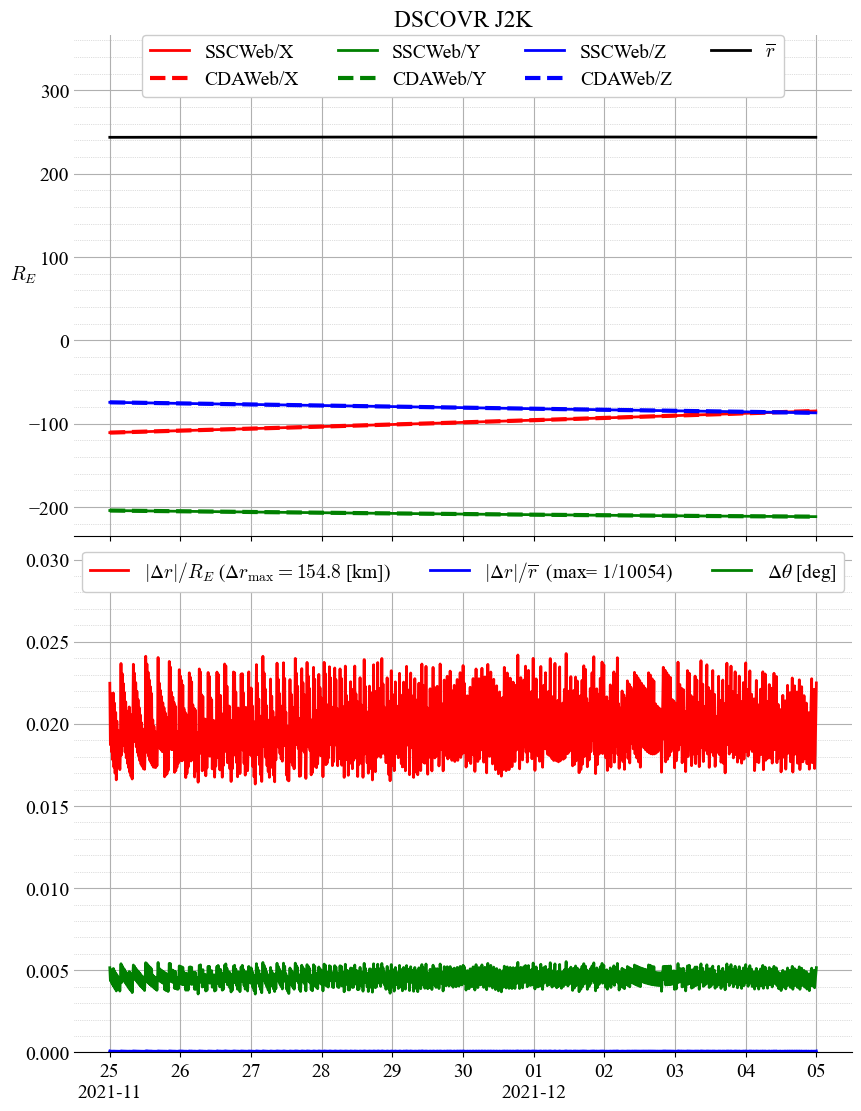 DSCOVR J2K
SSCWeb/X SSCWeb/Y SSCWeb/Z r̅
CDAWeb/X CDAWeb/Y CDAWeb/Z
300
200
100
R_E
0
−100
−200
0.030
|Δr|/R_E (Δr_max = 154.8 [km]) |Δr|/r̅ (max= 1/10054) Δθ [deg]
0.025
0.020
0.015
0.010
0.005
0.000
25 26 27 28 29 30 01 02 03 04 05
2021-11 2021-12